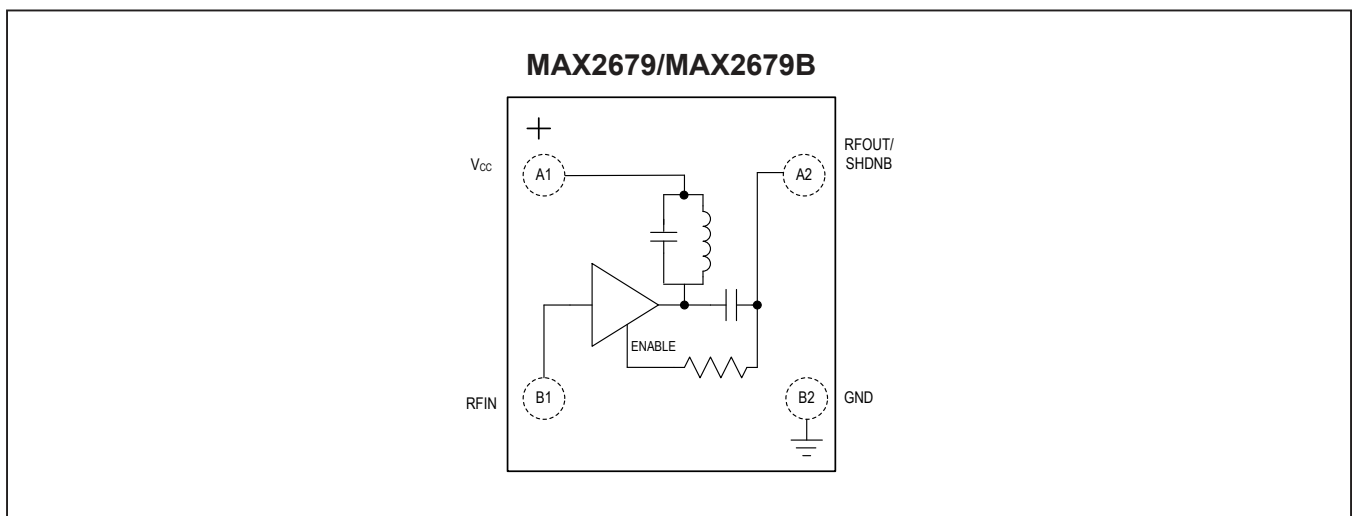 MAX2679/MAX2679B
+
Vcc
A1
A2
RFOUT/
SHDNB
ENABLE
RFIN
B1
B2
GND